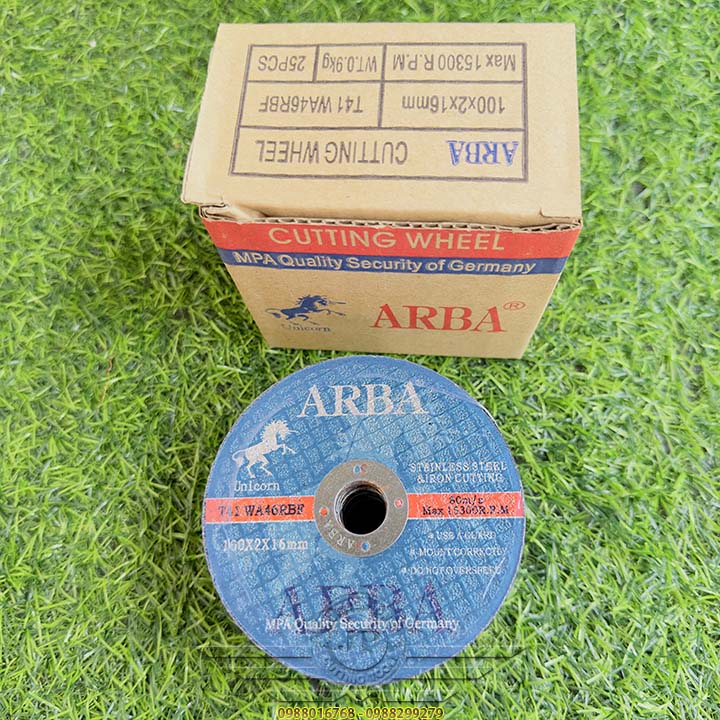 ARBA CUTTING WHEEL
100x2x16mm T41 WA46RBF
Max 15300 R.P.M WT.0.9kg 25PCS
CUTTING WHEEL
MPA Quality Security of Germany
Unicorn ARBA®
ARBA
Unicorn
STAINLESS STEEL
& IRON CUTTING
T41 WA46RBF
80m/s
Max 15300R.P.M
100X2X16mm
* USE A GUARD
* MOUNT CORRECTLY
* DO NOT OVERSPEED
ARBA
ARBA
MPA Quality Security of Germany
0988016768 - 0988299279